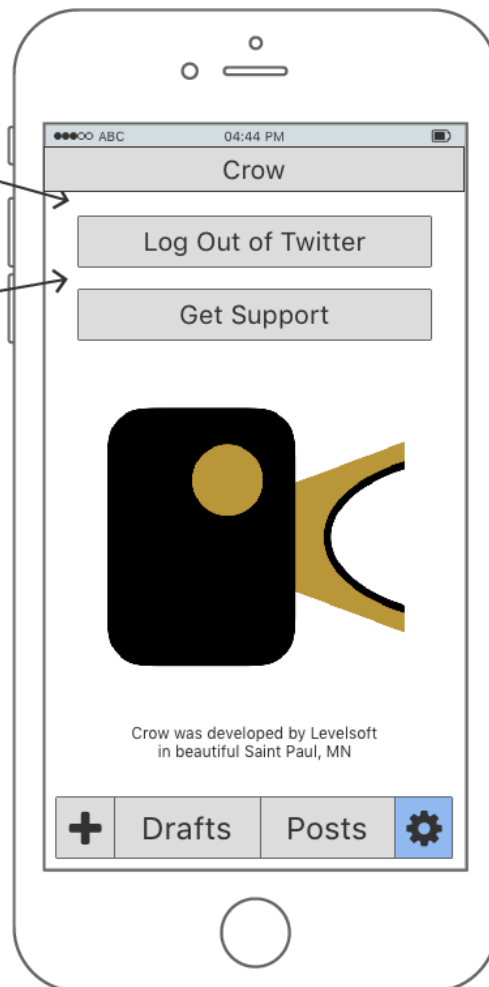 ABC 04:44 PM
Crow
Log Out of Twitter
Get Support
Crow was developed by Levelsoft
in beautiful Saint Paul, MN
Drafts Posts